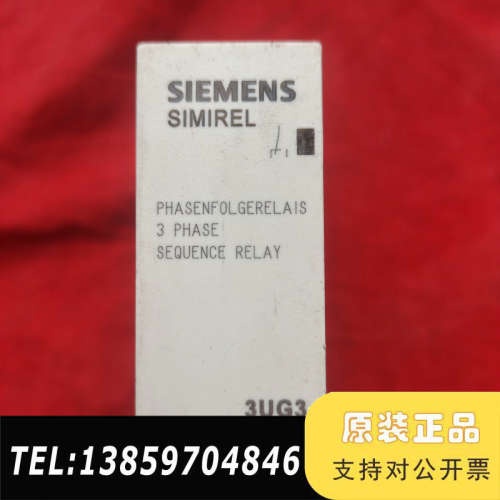 SIEMENS
SIMIREL
PHASENFOLGERELAIS
3 PHASE
SEQUENCE RELAY
3UG3
TEL:13859704846
原装正品
支持对公开票